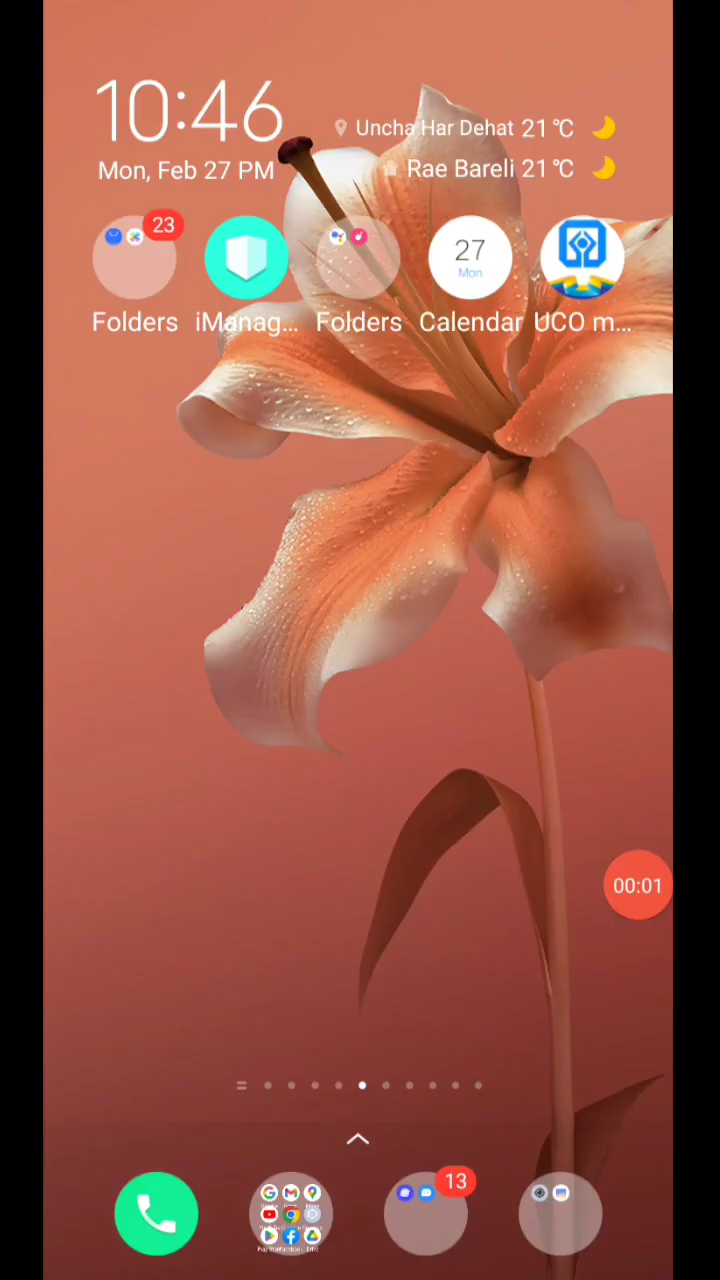 10:46
Uncha Har Dehat 21℃
Mon, Feb 27 PM
Rae Bareli 21℃
23
27
Mon
Folders iManag... Folders Calendar UCO m...
00:01
13